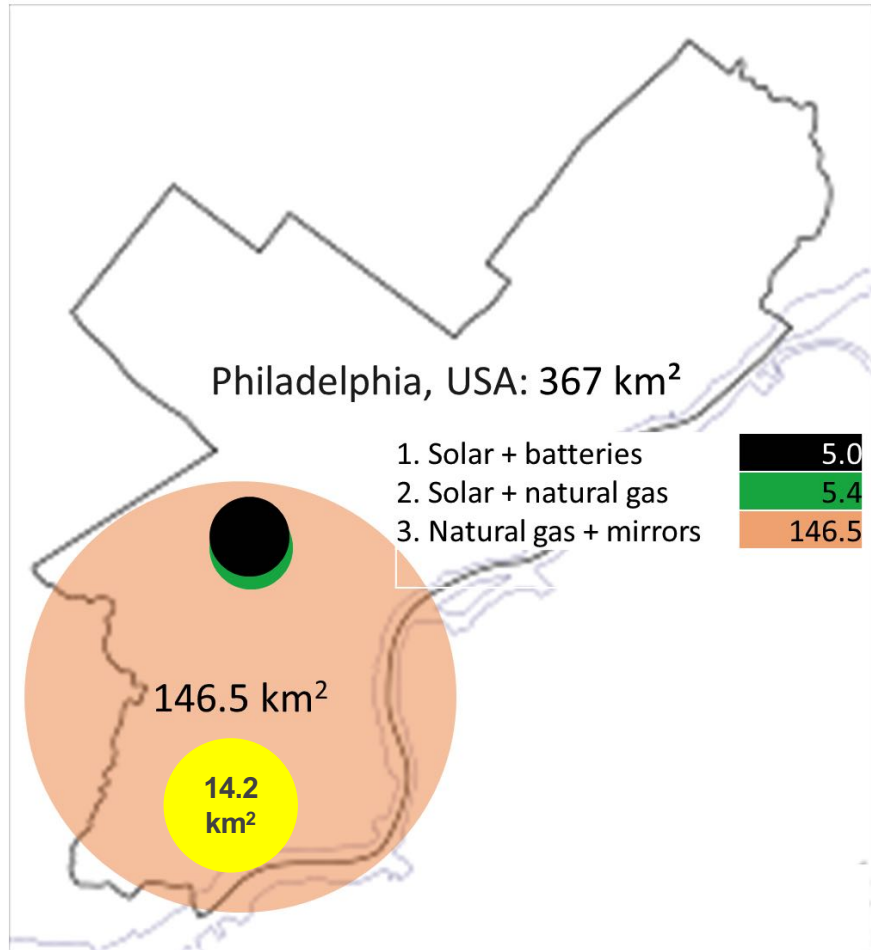 Philadelphia, USA: 367 km²
1. Solar + batteries 5.0
2. Solar + natural gas 5.4
3. Natural gas + mirrors 146.5
146.5 km²
14.2
km²